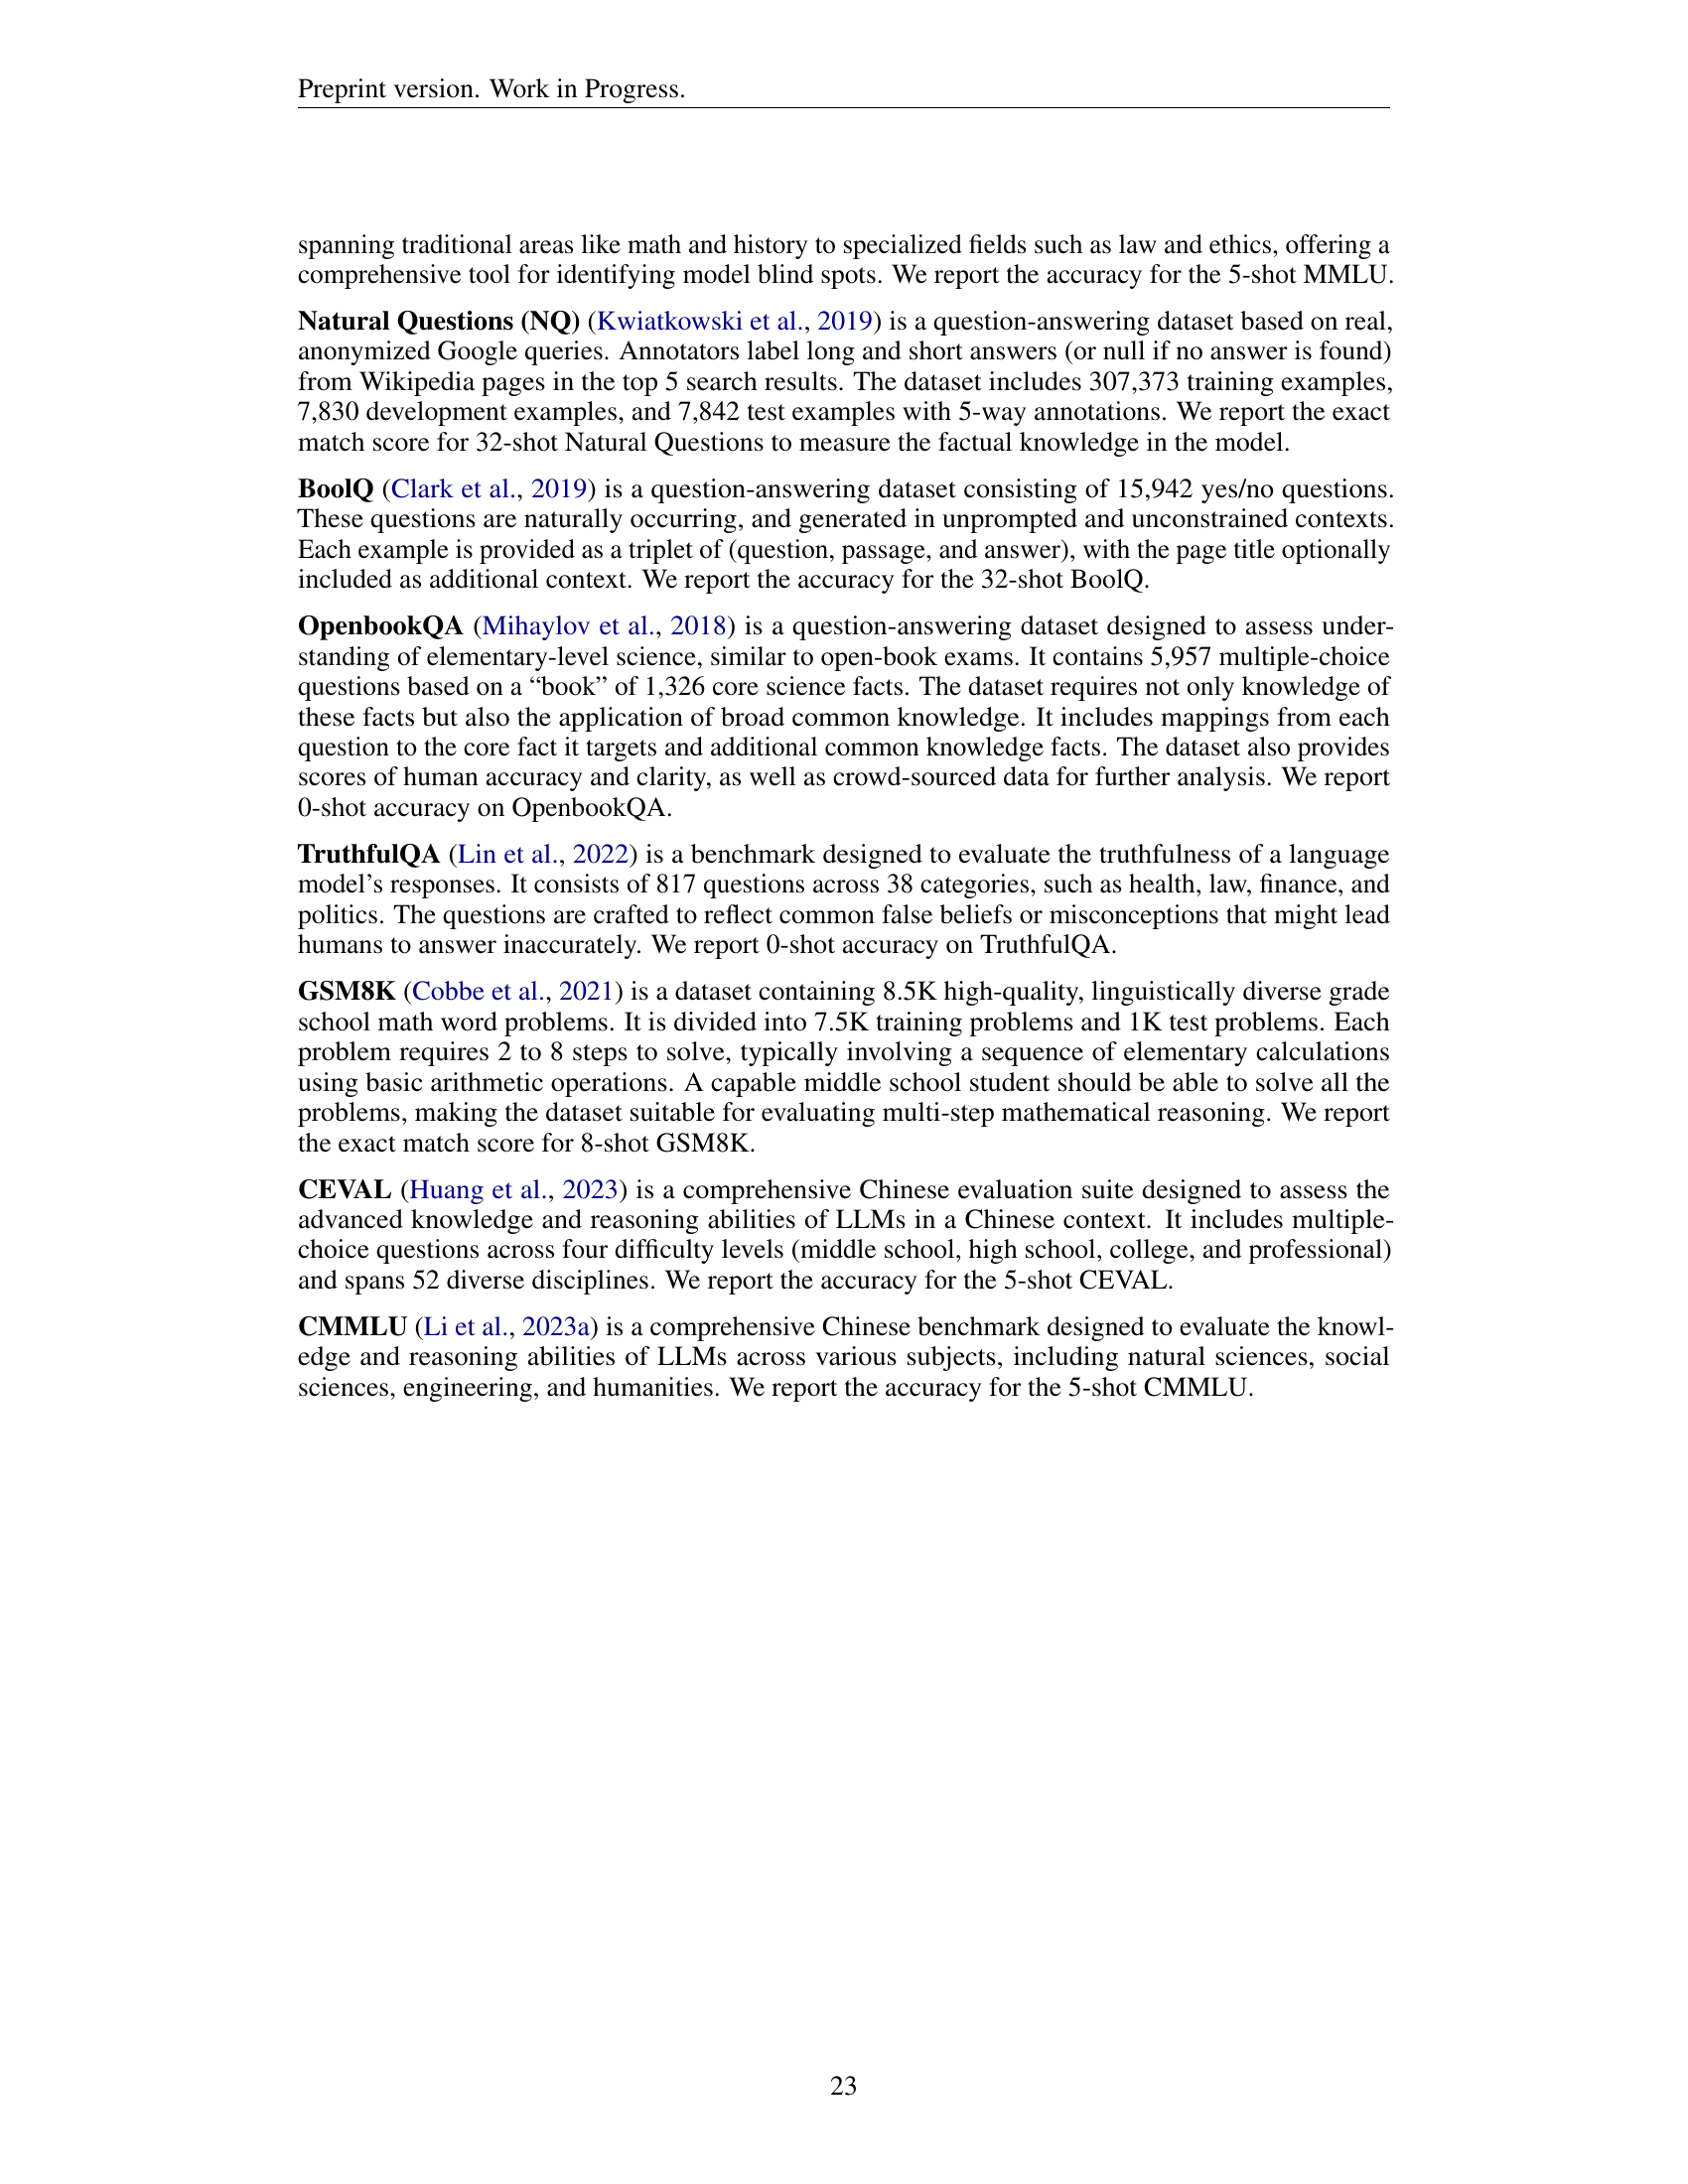 Preprint version. Work in Progress.
spanning traditional areas like math and history to specialized fields such as law and ethics, offering a
comprehensive tool for identifying model blind spots. We report the accuracy for the 5-shot MMLU.
Natural Questions (NQ) (Kwiatkowski et al., 2019) is a question-answering dataset based on real,
anonymized Google queries. Annotators label long and short answers (or null if no answer is found)
from Wikipedia pages in the top 5 search results. The dataset includes 307,373 training examples,
7,830 development examples, and 7,842 test examples with 5-way annotations. We report the exact
match score for 32-shot Natural Questions to measure the factual knowledge in the model.
BoolQ (Clark et al., 2019) is a question-answering dataset consisting of 15,942 yes/no questions.
These questions are naturally occurring, and generated in unprompted and unconstrained contexts.
Each example is provided as a triplet of (question, passage, and answer), with the page title optionally
included as additional context. We report the accuracy for the 32-shot BoolQ.
OpenbookQA (Mihaylov et al., 2018) is a question-answering dataset designed to assess under-
standing of elementary-level science, similar to open-book exams. It contains 5,957 multiple-choice
questions based on a “book” of 1,326 core science facts. The dataset requires not only knowledge of
these facts but also the application of broad common knowledge. It includes mappings from each
question to the core fact it targets and additional common knowledge facts. The dataset also provides
scores of human accuracy and clarity, as well as crowd-sourced data for further analysis. We report
0-shot accuracy on OpenbookQA.
TruthfulQA (Lin et al., 2022) is a benchmark designed to evaluate the truthfulness of a language
model’s responses. It consists of 817 questions across 38 categories, such as health, law, finance, and
politics. The questions are crafted to reflect common false beliefs or misconceptions that might lead
humans to answer inaccurately. We report 0-shot accuracy on TruthfulQA.
GSM8K (Cobbe et al., 2021) is a dataset containing 8.5K high-quality, linguistically diverse grade
school math word problems. It is divided into 7.5K training problems and 1K test problems. Each
problem requires 2 to 8 steps to solve, typically involving a sequence of elementary calculations
using basic arithmetic operations. A capable middle school student should be able to solve all the
problems, making the dataset suitable for evaluating multi-step mathematical reasoning. We report
the exact match score for 8-shot GSM8K.
CEVAL (Huang et al., 2023) is a comprehensive Chinese evaluation suite designed to assess the
advanced knowledge and reasoning abilities of LLMs in a Chinese context. It includes multiple-
choice questions across four difficulty levels (middle school, high school, college, and professional)
and spans 52 diverse disciplines. We report the accuracy for the 5-shot CEVAL.
CMMLU (Li et al., 2023a) is a comprehensive Chinese benchmark designed to evaluate the knowl-
edge and reasoning abilities of LLMs across various subjects, including natural sciences, social
sciences, engineering, and humanities. We report the accuracy for the 5-shot CMMLU.
23